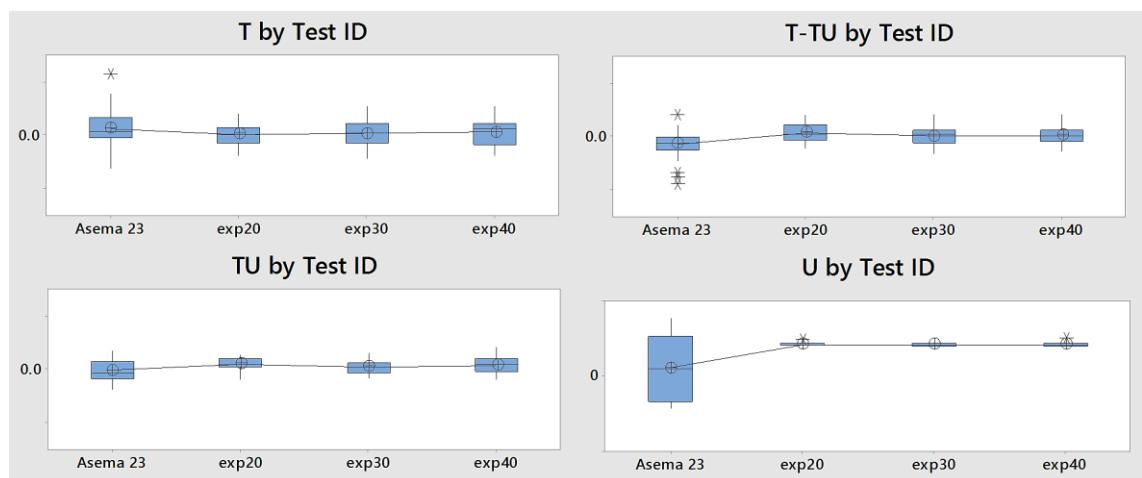 T by Test ID
0.0
Asema 23 exp20 exp30 exp40
T-TU by Test ID
0.0
Asema 23 exp20 exp30 exp40
TU by Test ID
0.0
Asema 23 exp20 exp30 exp40
U by Test ID
0
Asema 23 exp20 exp30 exp40